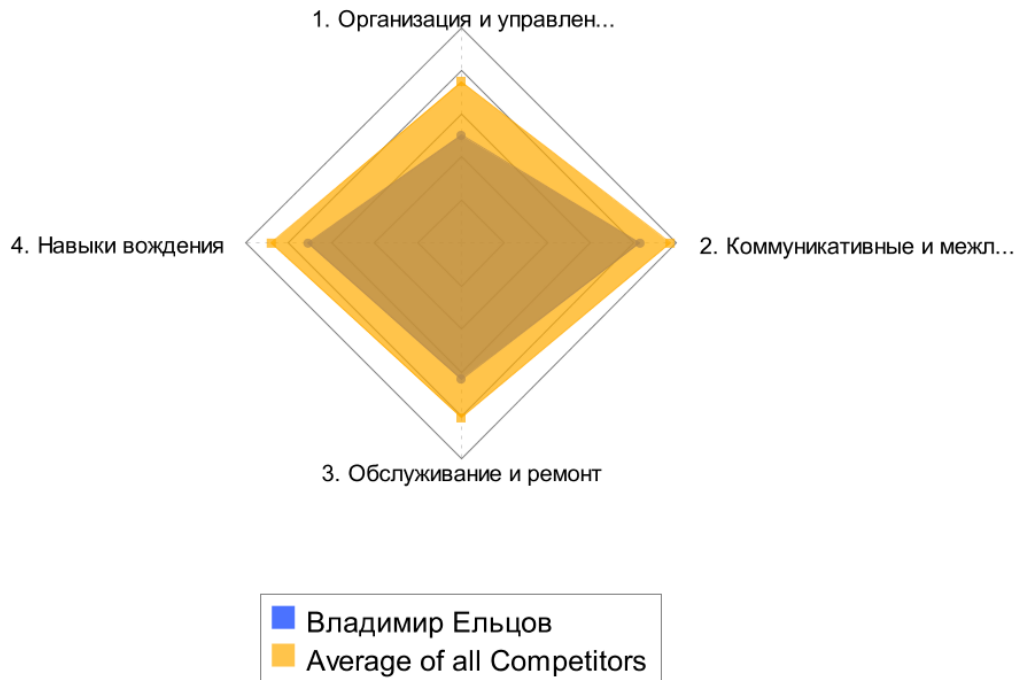 1. Организация и управлен...
4. Навыки вождения
2. Коммуникативные и межл...
3. Обслуживание и ремонт
Владимир Ельцов
Average of all Competitors